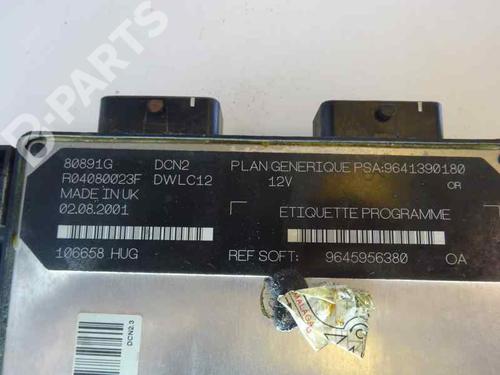 B-PARTS
80891G DCN2 PLAN GENERIQUE PSA:9641390180
R04080023F DWLC12 12V OR
MADE IN UK
02.08.2001 ETIQUETTE PROGRAMME
106658 HUG REF SOFT: 9645956380 OA
MALAGA
DCN2.3